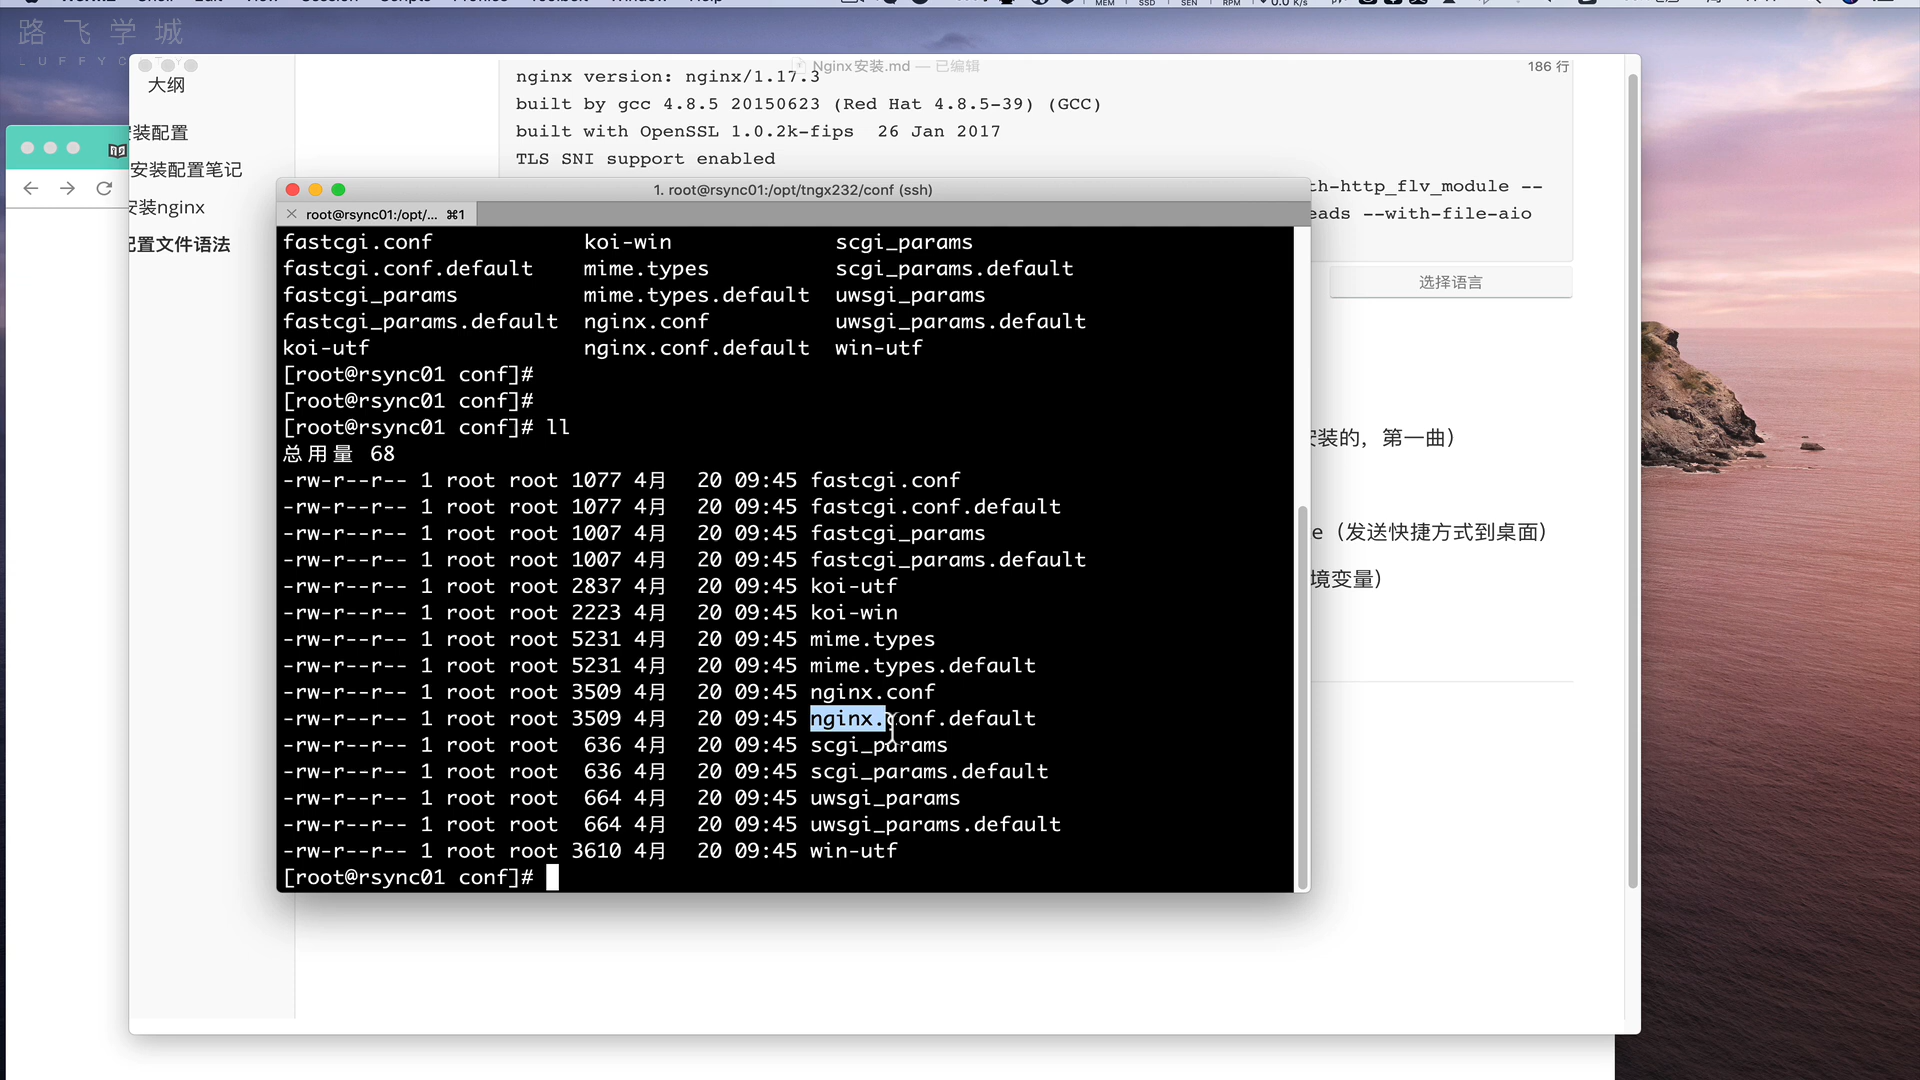 路飞学城
LUFFYCITY
大纲
安装配置
安装配置笔记
安装nginx
配置文件语法
Nginx安装.md — 已编辑
186 行
nginx version: nginx/1.17.3
built by gcc 4.8.5 20150623 (Red Hat 4.8.5-39) (GCC)
built with OpenSSL 1.0.2k-fips  26 Jan 2017
TLS SNI support enabled
th-http_flv_module --
eads --with-file-aio
选择语言
安装的，第一曲）
e（发送快捷方式到桌面）
境变量）
1. root@rsync01:/opt/tngx232/conf (ssh)
root@rsync01:/opt/... ⌘1
fastcgi.conf            koi-win             scgi_params
fastcgi.conf.default    mime.types          scgi_params.default
fastcgi_params          mime.types.default  uwsgi_params
fastcgi_params.default  nginx.conf          uwsgi_params.default
koi-utf                 nginx.conf.default  win-utf
[root@rsync01 conf]#
[root@rsync01 conf]#
[root@rsync01 conf]# ll
总用量 68
-rw-r--r-- 1 root root 1077 4月  20 09:45 fastcgi.conf
-rw-r--r-- 1 root root 1077 4月  20 09:45 fastcgi.conf.default
-rw-r--r-- 1 root root 1007 4月  20 09:45 fastcgi_params
-rw-r--r-- 1 root root 1007 4月  20 09:45 fastcgi_params.default
-rw-r--r-- 1 root root 2837 4月  20 09:45 koi-utf
-rw-r--r-- 1 root root 2223 4月  20 09:45 koi-win
-rw-r--r-- 1 root root 5231 4月  20 09:45 mime.types
-rw-r--r-- 1 root root 5231 4月  20 09:45 mime.types.default
-rw-r--r-- 1 root root 3509 4月  20 09:45 nginx.conf
-rw-r--r-- 1 root root 3509 4月  20 09:45 nginx.conf.default
-rw-r--r-- 1 root root  636 4月  20 09:45 scgi_params
-rw-r--r-- 1 root root  636 4月  20 09:45 scgi_params.default
-rw-r--r-- 1 root root  664 4月  20 09:45 uwsgi_params
-rw-r--r-- 1 root root  664 4月  20 09:45 uwsgi_params.default
-rw-r--r-- 1 root root 3610 4月  20 09:45 win-utf
[root@rsync01 conf]#